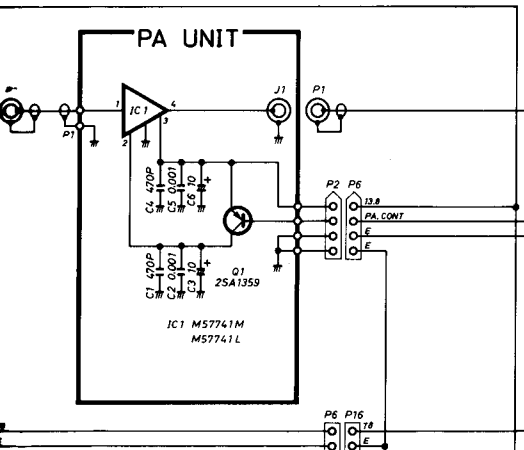 PA UNIT
J1
P1
1
IC1
4
3
2
P1
C4 470P
C5 0.001
C6 10
+
P2
P6
13.8
PA.CONT
E
E
C1 470P
C2 0.001
C3 10
+
Q1
2SA1359
IC1 M57741M
M57741L
P6
P16
T8
E